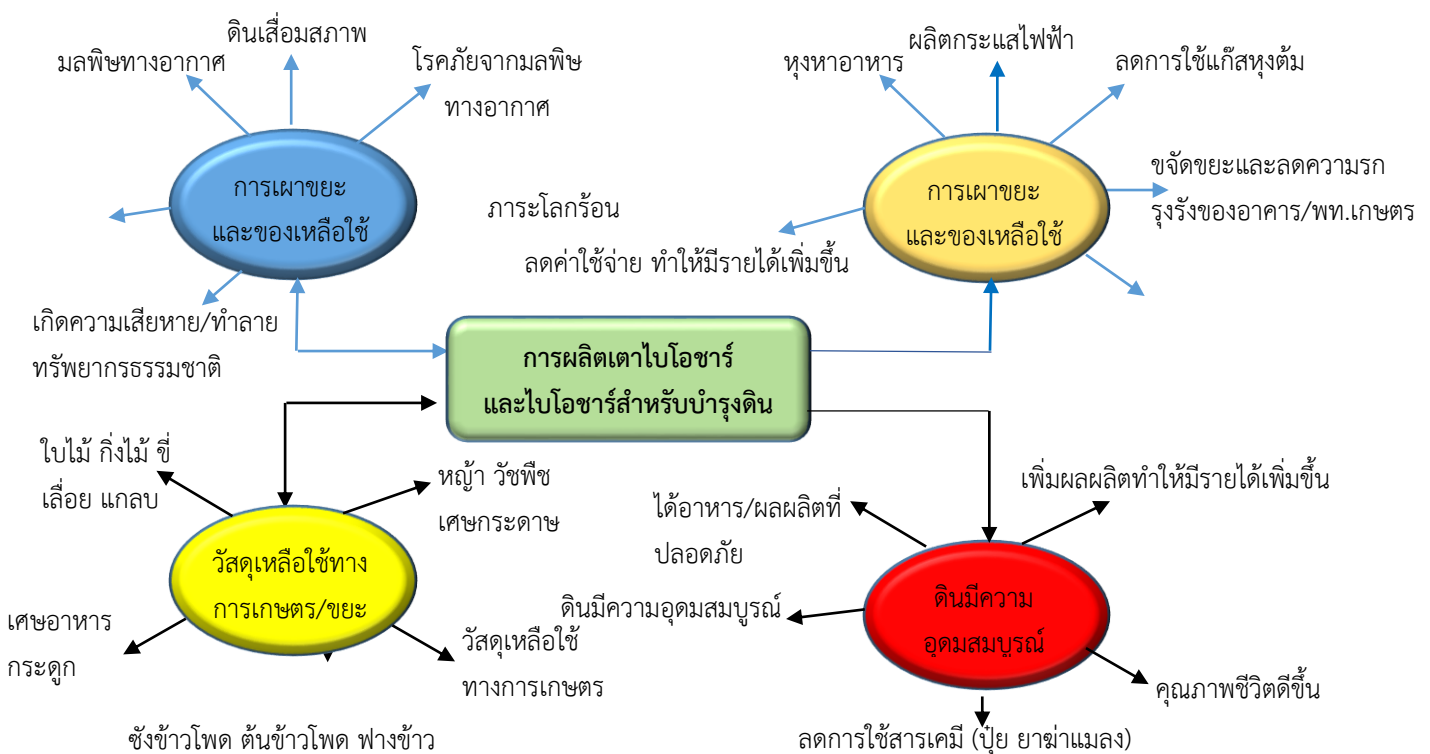 ดินเสื่อมสภาพ
มลพิษทางอากาศ
โรคภัยจากมลพิษ
ทางอากาศ
การเผาขยะ
และของเหลือใช้
เกิดความเสียหาย/ทำลาย
ทรัพยากรธรรมชาติ
ภาระโลกร้อน
ผลิตกระแสไฟฟ้า
หุงหาอาหาร
ลดการใช้แก๊สหุงต้ม
การเผาขยะ
และของเหลือใช้
ขจัดขยะและลดความรก
รุงรังของอาคาร/พท.เกษตร
ลดค่าใช้จ่าย ทำให้มีรายได้เพิ่มขึ้น
การผลิตเตาไบโอชาร์
และไบโอชาร์สำหรับบำรุงดิน
ใบไม้ กิ่งไม้ ขี่
เลื่อย แกลบ
หญ้า วัชพืช
เศษกระดาษ
วัสดุเหลือใช้ทาง
การเกษตร/ขยะ
เศษอาหาร
กระดูก
วัสดุเหลือใช้
ทางการเกษตร
ซังข้าวโพด ต้นข้าวโพด ฟางข้าว
เพิ่มผลผลิตทำให้มีรายได้เพิ่มขึ้น
ได้อาหาร/ผลผลิตที่
ปลอดภัย
ดินมีความอุดมสมบูรณ์
ดินมีความ
อุดมสมบูรณ์
คุณภาพชีวิตดีขึ้น
ลดการใช้สารเคมี (ปุ๋ย ยาฆ่าแมลง)